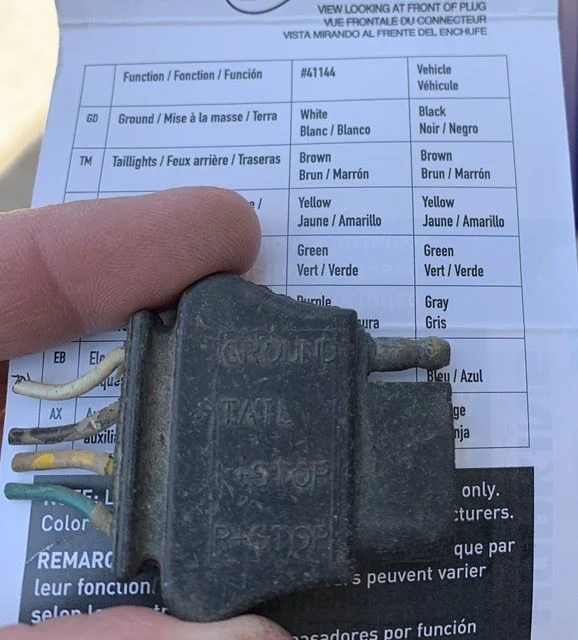 VIEW LOOKING AT FRONT OF PLUG
VUE FRONTALE DU CONNECTEUR
VISTA MIRANDO AL FRENTE DEL ENCHUFE
Function / Fonction / Función
#41144
Vehicle
Véhicule
GD
Ground / Mise à la masse / Terra
White
Blanc / Blanco
Black
Noir / Negro
TM
Taillights / Feux arrière / Traseras
Brown
Brun / Marrón
Brown
Brun / Marrón
Yellow
Jaune / Amarillo
Yellow
Jaune / Amarillo
Green
Vert / Verde
Green
Vert / Verde
Purple
Gray
Gris
EB
Bleu / Azul
AX
GROUND
TAIL
P+STOP
only.
Color
que par
REMARQ
leur fonction
s peuvent varier
selon
por función